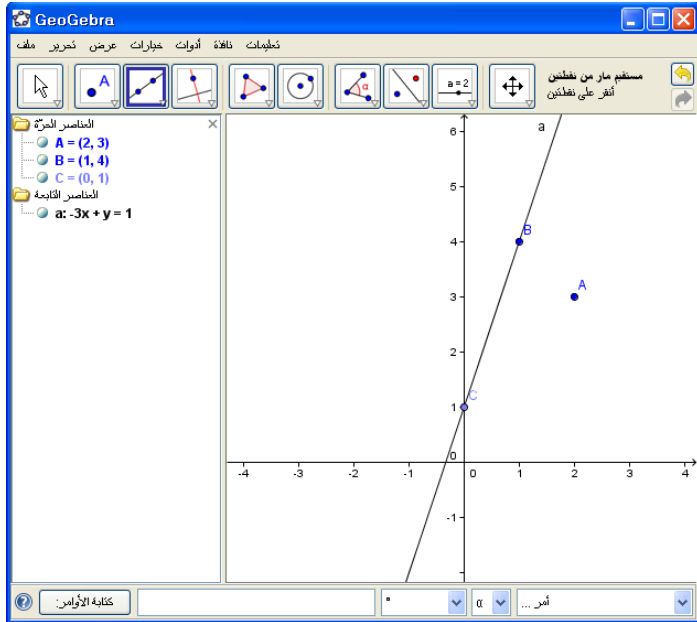 GeoGebra
ملف تحرير عرض خيارات أدوات نافذة تعليمات
A
α
a = 2
مستقيم مار من نقطتين
أنقر على نقطتين
العناصر الحرّة
A = (2, 3)
B = (1, 4)
C = (0, 1)
العناصر التابعة
a: -3x + y = 1
a
B
A
C
6
5
4
3
2
1
0
-1
-4 -3 -2 -1 0 1 2 3 4
كتابة الأوامر:
°
α
أمر ...